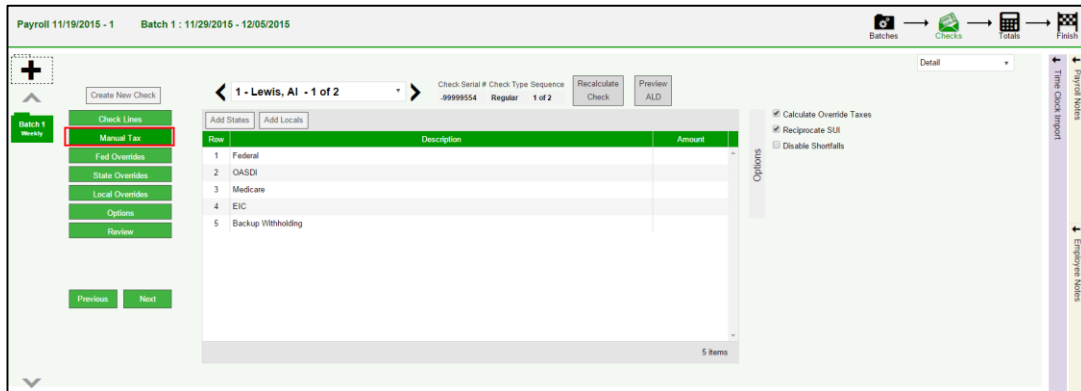 Payroll 11/19/2015 - 1 Batch 1 : 11/29/2015 - 12/05/2015
Batches Checks Totals Finish
Detail
Create New Check
1 - Lewis, Al - 1 of 2
Check Serial # Check Type Sequence
-99999554 Regular 1 of 2
Recalculate
Check
Preview
ALD
Batch 1
Weekly
Check Lines
Manual Tax
Fed Overrides
State Overrides
Local Overrides
Options
Review
Previous Next
Add States Add Locals
Row Description Amount
1 Federal
2 OASDI
3 Medicare
4 EIC
5 Backup Withholding
5 items
Options
Calculate Override Taxes
Reciprocate SUI
Disable Shortfalls
Time Clock Import
Payroll Notes
Employee Notes